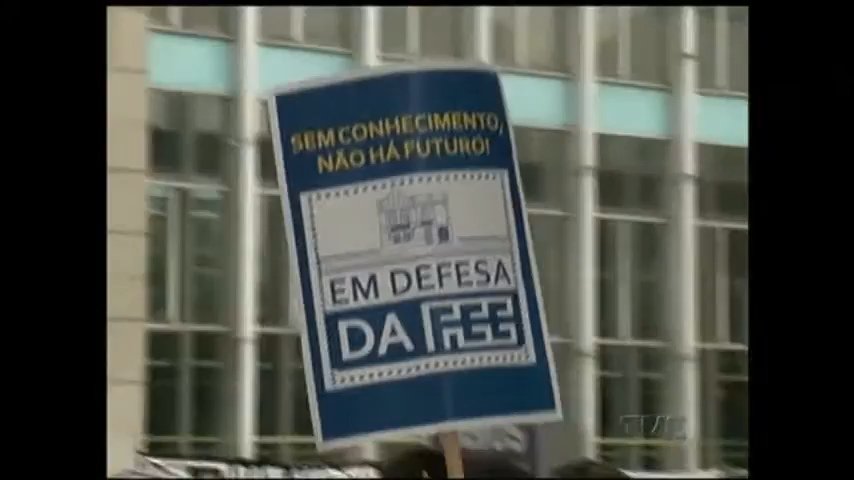 SEM CONHECIMENTO,
NÃO HÁ FUTURO!
EM DEFESA
DA FEE